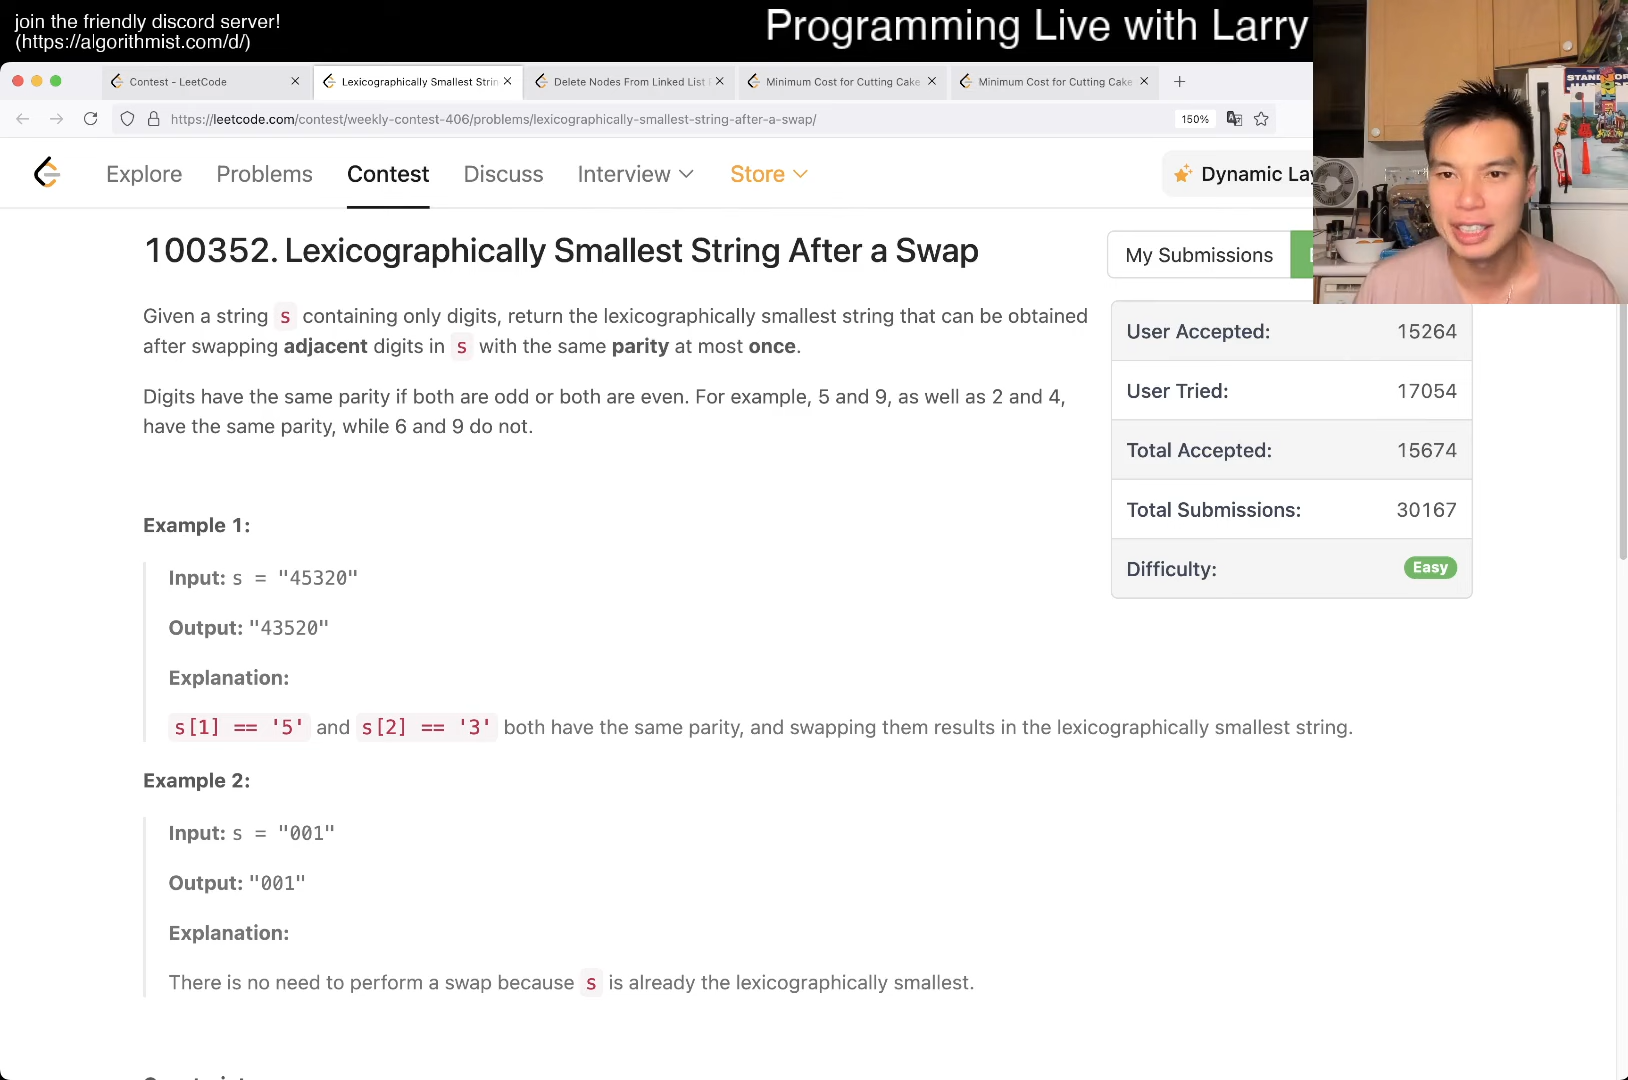 join the friendly discord server!
(https://algorithmist.com/d/)
Programming Live with Larry
Contest - LeetCode
Lexicographically Smallest Strin
Delete Nodes From Linked List
Minimum Cost for Cutting Cake
Minimum Cost for Cutting Cake
https://leetcode.com/contest/weekly-contest-406/problems/lexicographically-smallest-string-after-a-swap/
150%
Explore Problems Contest Discuss Interview Store
Dynamic Lay
100352. Lexicographically Smallest String After a Swap
My Submissions
Given a string s containing only digits, return the lexicographically smallest string that can be obtained
after swapping adjacent digits in s with the same parity at most once.
Digits have the same parity if both are odd or both are even. For example, 5 and 9, as well as 2 and 4,
have the same parity, while 6 and 9 do not.
User Accepted: 15264
User Tried: 17054
Total Accepted: 15674
Total Submissions: 30167
Difficulty: Easy
Example 1:
Input: s = "45320"
Output: "43520"
Explanation:
s[1] == '5' and s[2] == '3' both have the same parity, and swapping them results in the lexicographically smallest string.
Example 2:
Input: s = "001"
Output: "001"
Explanation:
There is no need to perform a swap because s is already the lexicographically smallest.